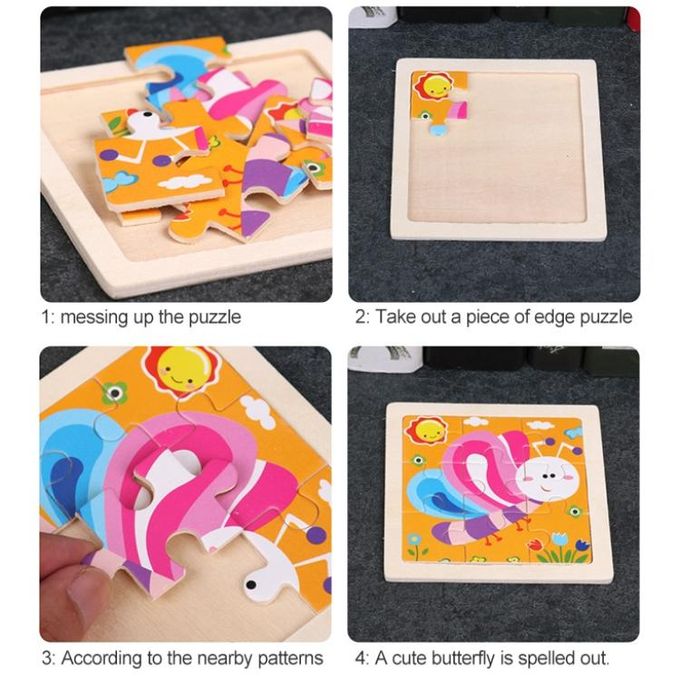 1: messing up the puzzle
2: Take out a piece of edge puzzle
3: According to the nearby patterns
4: A cute butterfly is spelled out.